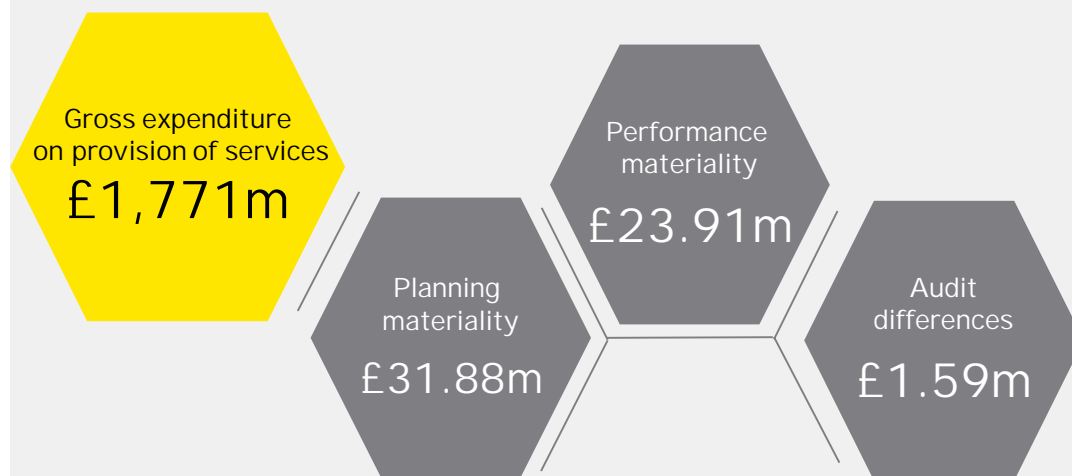 Gross expenditure
on provision of services
£1,771m
Planning
materiality
£31.88m
Performance
materiality
£23.91m
Audit
differences
£1.59m